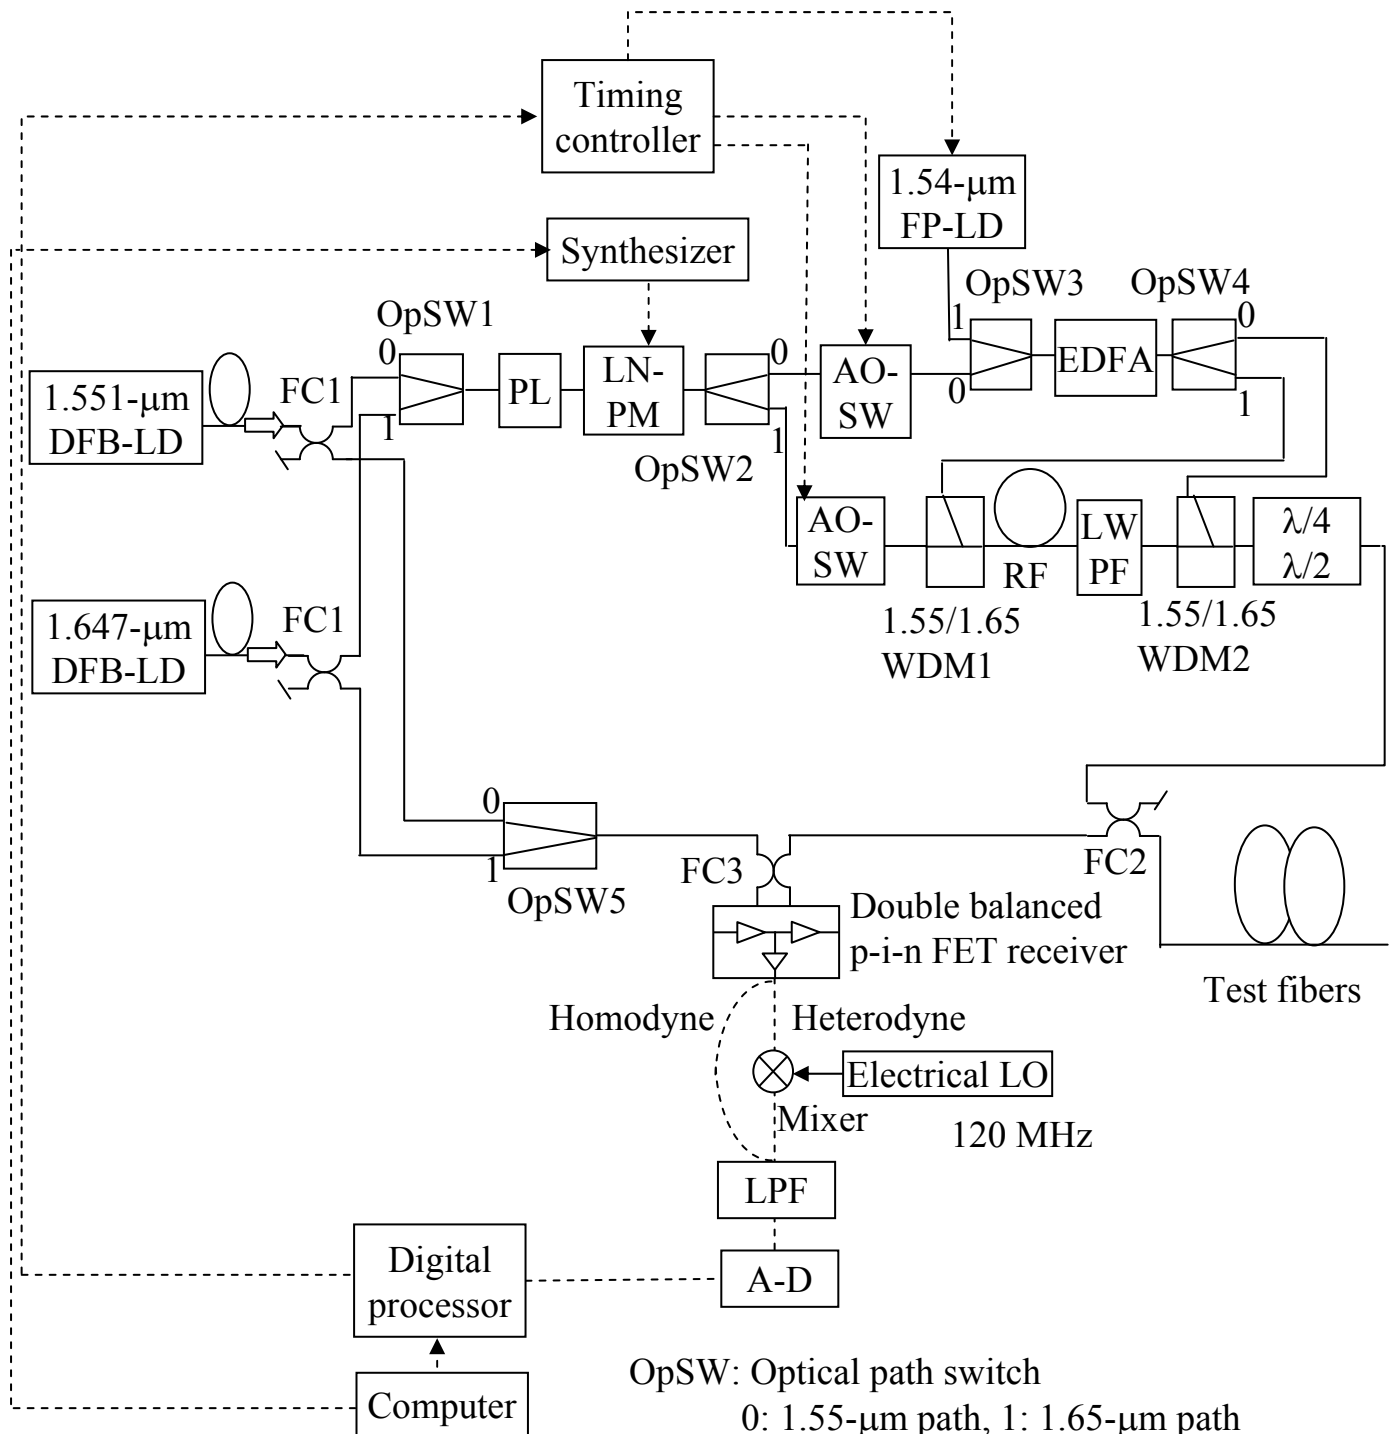 Timing
controller
1.54-μm
FP-LD
Synthesizer
OpSW3
OpSW4
OpSW1
1
0
0
0
EDFA
0
1.551-μm
DFB-LD
FC1
PL
LN-
PM
AO-
SW
1
1
1
OpSW2
AO-
SW
RF
LW
PF
λ/4
λ/2
1.647-μm
DFB-LD
FC1
1.55/1.65
WDM1
1.55/1.65
WDM2
0
1
OpSW5
FC3
FC2
Double balanced
p-i-n FET receiver
Test fibers
Homodyne
Heterodyne
Electrical LO
Mixer
120 MHz
LPF
Digital
processor
A-D
Computer
OpSW: Optical path switch
0: 1.55-μm path, 1: 1.65-μm path